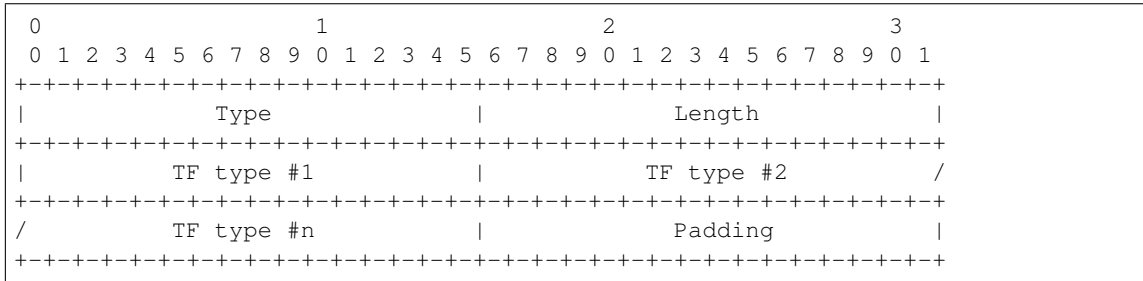 0                   1                   2                   3
 0 1 2 3 4 5 6 7 8 9 0 1 2 3 4 5 6 7 8 9 0 1 2 3 4 5 6 7 8 9 0 1
+-+-+-+-+-+-+-+-+-+-+-+-+-+-+-+-+-+-+-+-+-+-+-+-+-+-+-+-+-+-+-+-+
|             Type              |             Length            |
+-+-+-+-+-+-+-+-+-+-+-+-+-+-+-+-+-+-+-+-+-+-+-+-+-+-+-+-+-+-+-+-+
|          TF type #1           |           TF type #2          /
+-+-+-+-+-+-+-+-+-+-+-+-+-+-+-+-+-+-+-+-+-+-+-+-+-+-+-+-+-+-+-+-+
/          TF type #n           |             Padding           |
+-+-+-+-+-+-+-+-+-+-+-+-+-+-+-+-+-+-+-+-+-+-+-+-+-+-+-+-+-+-+-+-+